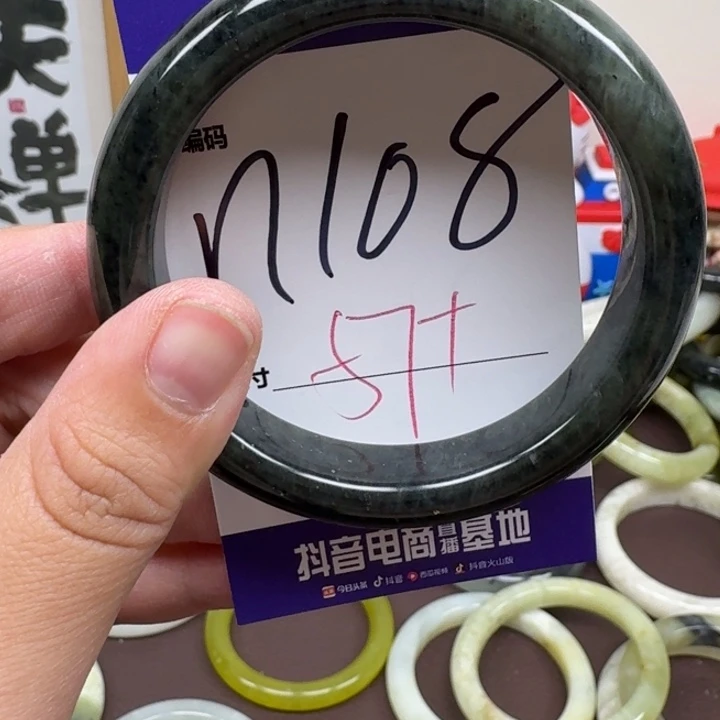 禅
编码
n108
寸 57+
抖音电商直播基地
今日头条 抖音 西瓜视频 抖音火山版